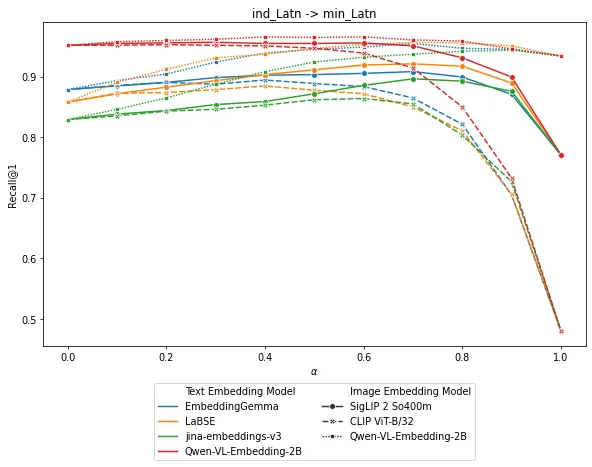 ind_Latn -> min_Latn
Recall@1
0.9
0.8
0.7
0.6
0.5
0.0
0.2
0.4
0.6
0.8
1.0
α
Text Embedding Model
EmbeddingGemma
LaBSE
jina-embeddings-v3
Qwen-VL-Embedding-2B
Image Embedding Model
SigLIP 2 So400m
CLIP ViT-B/32
Qwen-VL-Embedding-2B